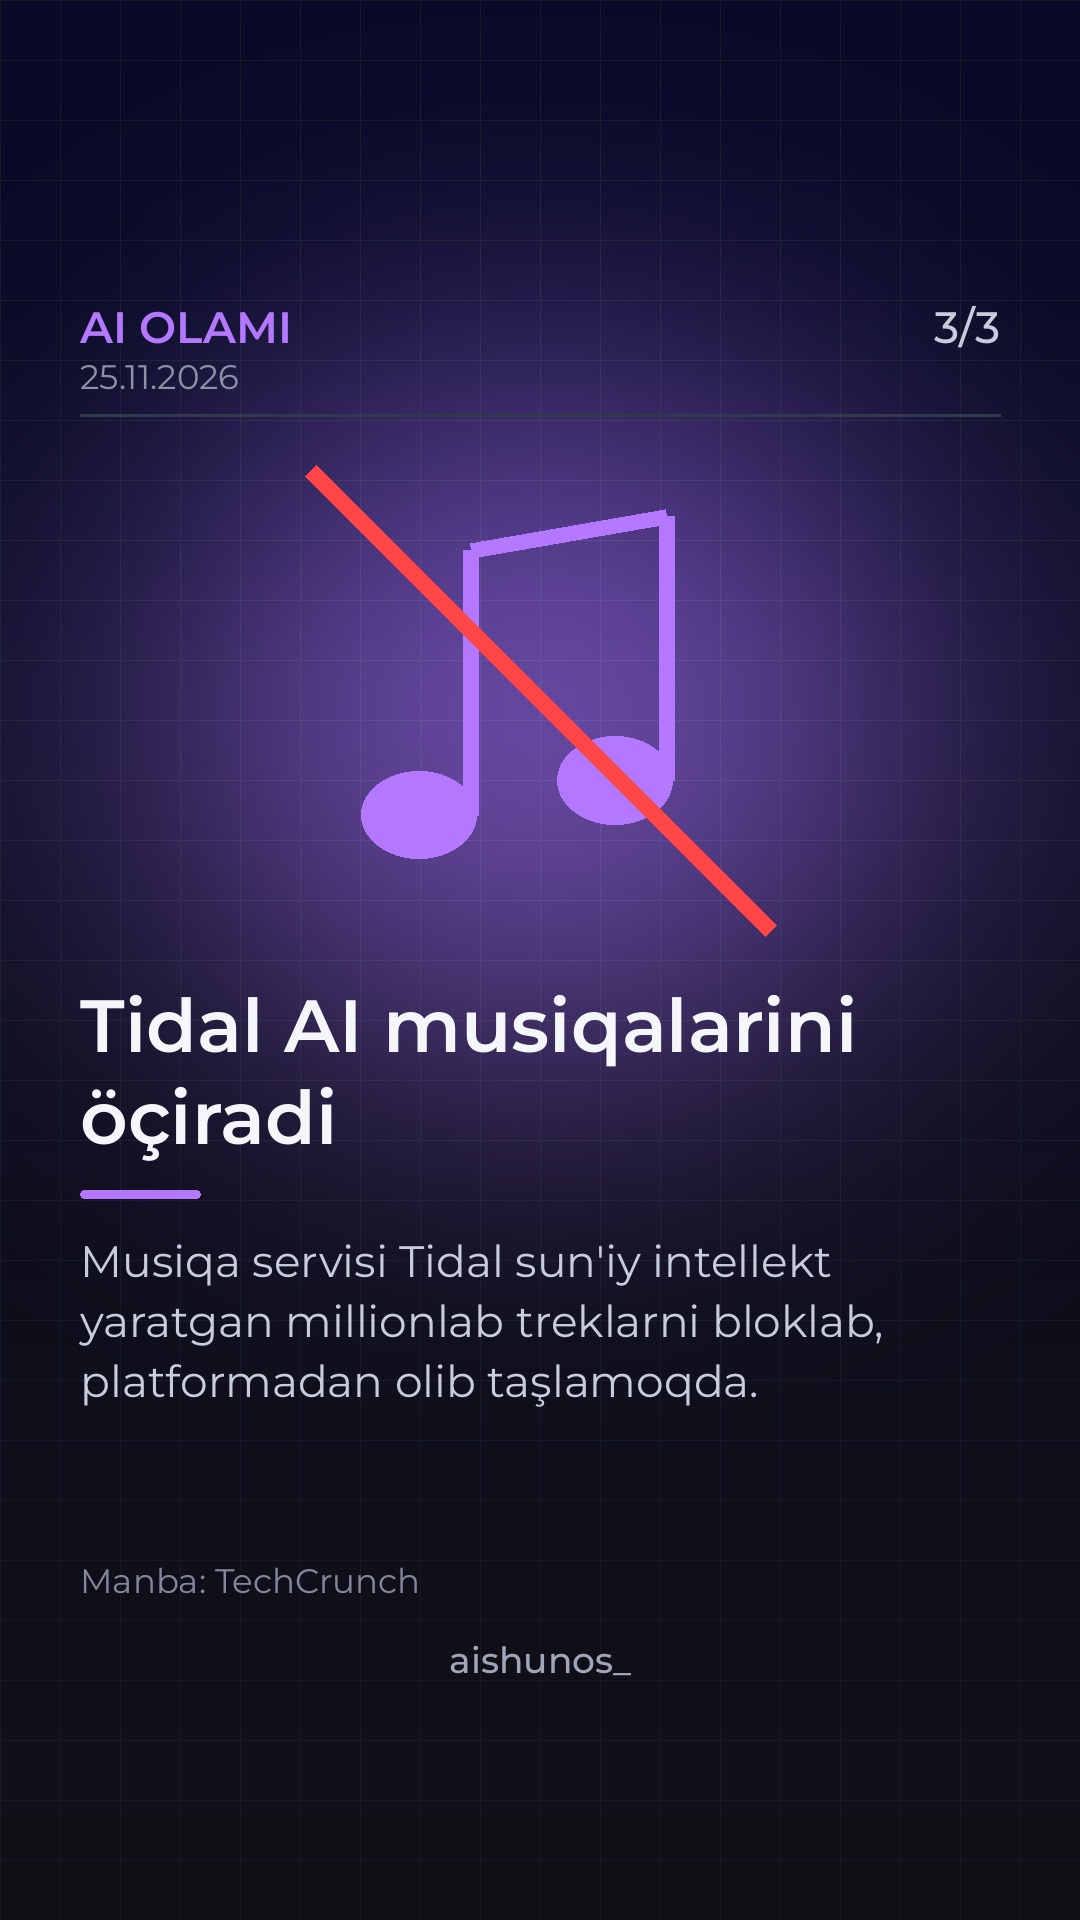 AI OLAMI
3/3
25.11.2026
Tidal AI musiqalarini
öçiradi
Musiqa servisi Tidal sun'iy intellekt
yaratgan millionlab treklarni bloklab,
platformadan olib taşlamoqda.
Manba: TechCrunch
aishunos_